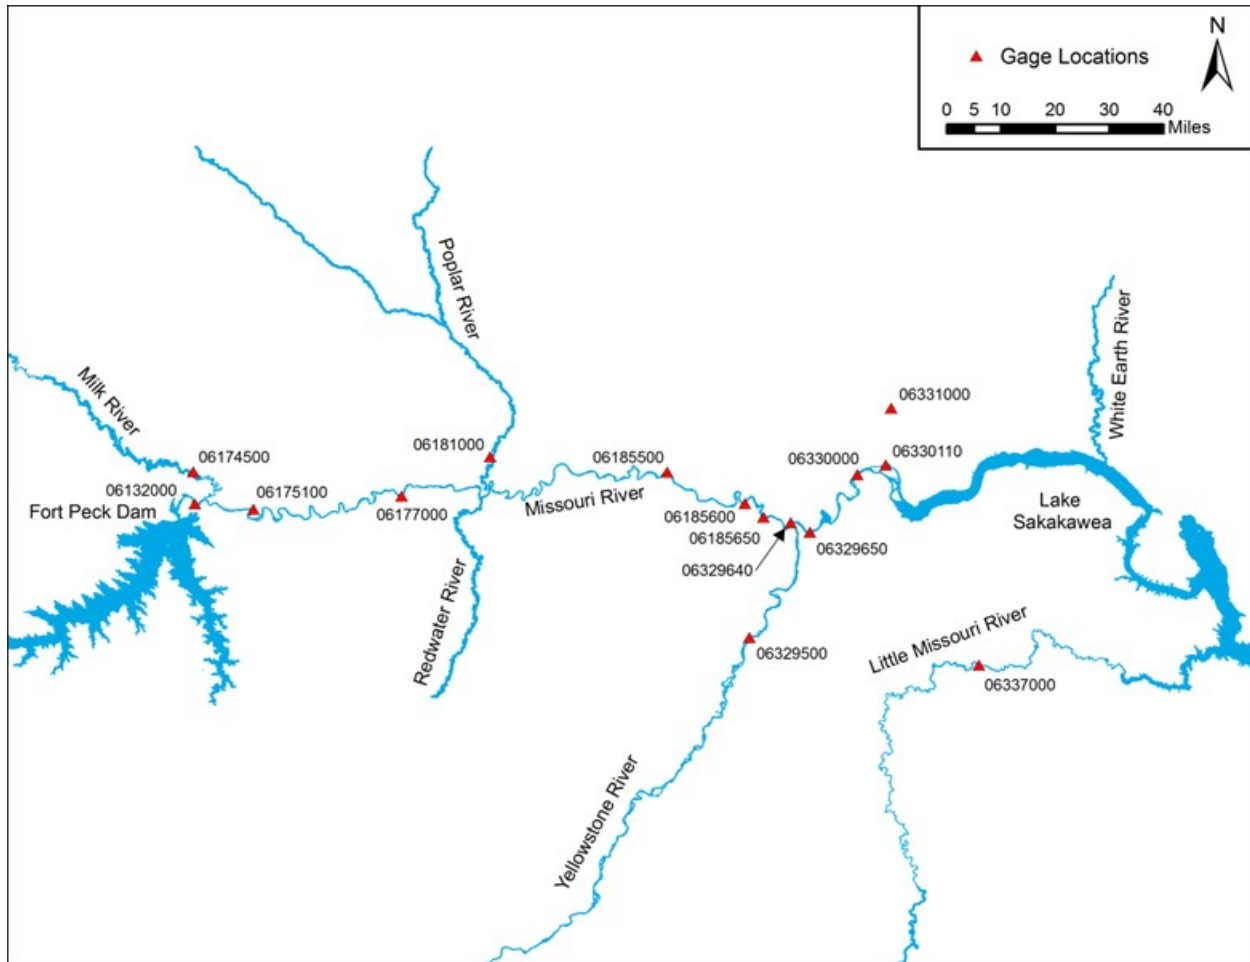 N
Gage Locations
0 5 10 20 30 40
Miles
Poplar River
White Earth River
Milk River
06331000
06174500
06181000
06185500
06330000
06330110
06132000
06175100
Fort Peck Dam
06177000
Missouri River
Lake
Sakakawea
06185600
06185650
06329650
06329640
Redwater River
Little Missouri River
06329500
06337000
Yellowstone River